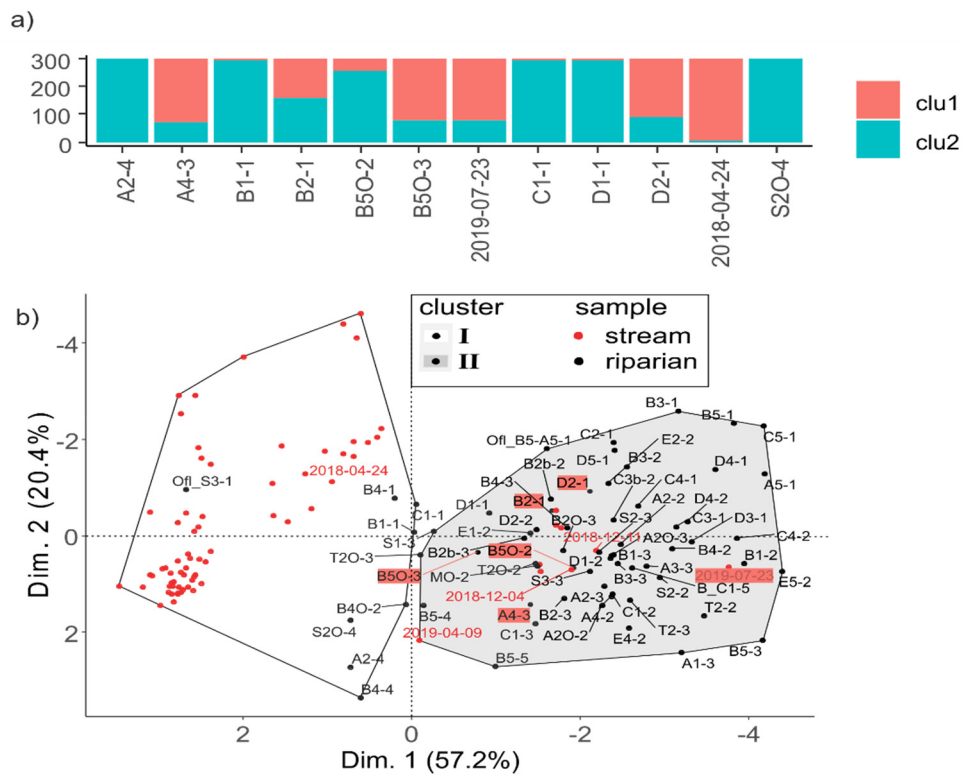 a)
300
200
100
0
A2-4
A4-3
B1-1
B2-1
B5O-2
B5O-3
2019-07-23
C1-1
D1-1
D2-1
2018-04-24
S2O-4
clu1
clu2
b)
cluster
sample
I
stream
II
riparian
-4
-2
0
2
Dim. 2 (20.4%)
B3-1
B5-1
C5-1
Ofl_B5-A5-1
C2-1
E2-2
B2b-2
D5-1
B3-2
D4-1
2018-04-24
Ofl_S3-1
B4-3
D2-1
C3b-2
C4-1
A5-1
B4-1
B2-1
A2-2
D4-2
D1-1
C1-1
B1-1
D2-2
B2O-3
S2-3
C3-1
D3-1
E1-2
2018-12-11
A2O-3
C4-2
S1-3
T2O-3
B2b-3
B5O-2
B1-3
B4-2
B1-2
B5O-3
MO-2
T2O-2
D1-2
A3-3
2019-07-23
S3-3
B3-3
B_C1-5
E5-2
2018-12-04
S2-2
B4O-2
B5-4
A4-3
A2-3
B2-3
C1-2
T2-2
S2O-4
2019-04-09
C1-3
A2O-2
A4-2
E4-2
T2-3
A2-4
B5-5
A1-3
B5-3
B4-4
2
0
-2
-4
Dim. 1 (57.2%)